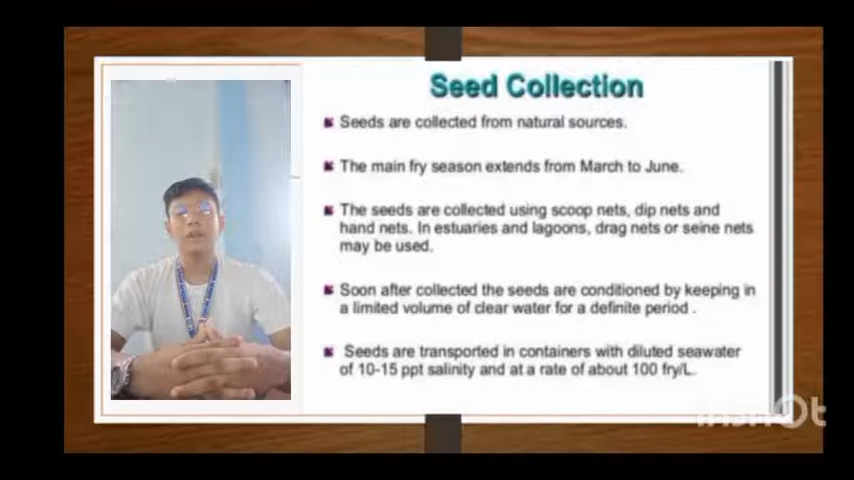 Seed Collection
Seeds are collected from natural sources.
The main fry season extends from March to June.
The seeds are collected using scoop nets, dip nets and
hand nets. In estuaries and lagoons, drag nets or seine nets
may be used.
Soon after collected the seeds are conditioned by keeping in
a limited volume of clear water for a definite period .
Seeds are transported in containers with diluted seawater
of 10-15 ppt salinity and at a rate of about 100 fry/L.
InShOt